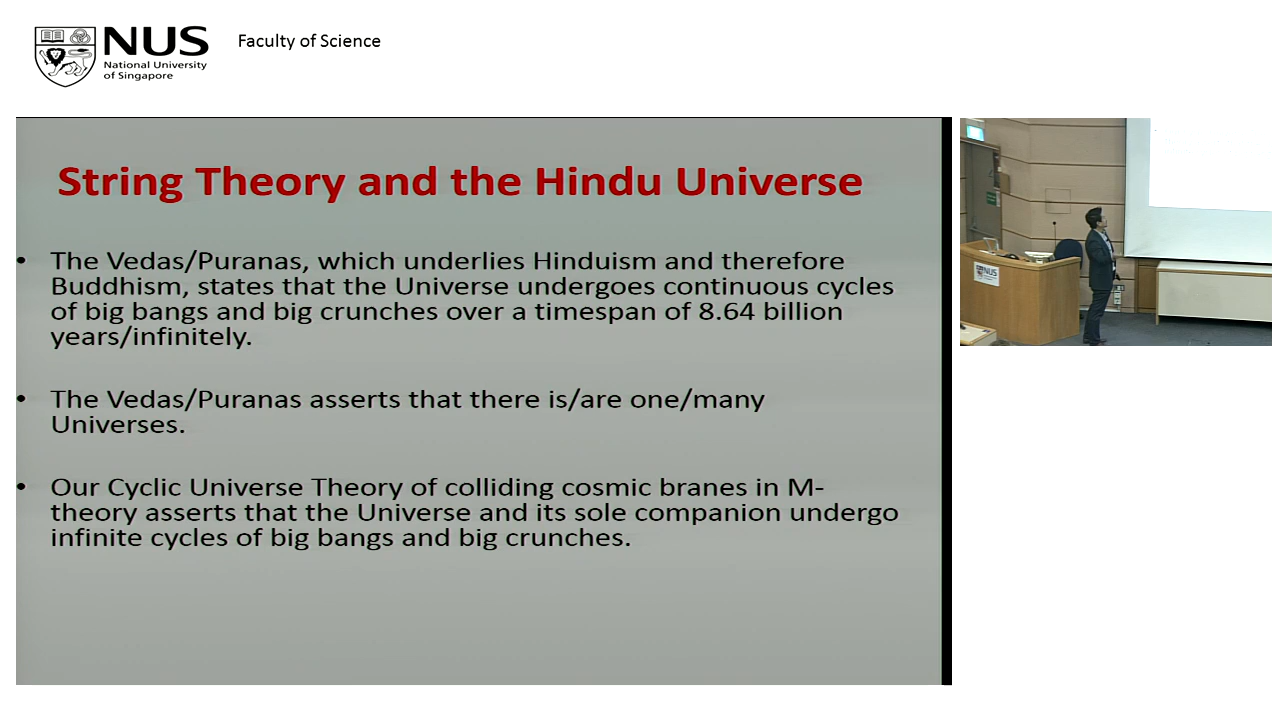 NUS
National University
of Singapore
Faculty of Science
String Theory and the Hindu Universe
• The Vedas/Puranas, which underlies Hinduism and therefore
Buddhism, states that the Universe undergoes continuous cycles
of big bangs and big crunches over a timespan of 8.64 billion
years/infinitely.
• The Vedas/Puranas asserts that there is/are one/many
Universes.
• Our Cyclic Universe Theory of colliding cosmic branes in M-
theory asserts that the Universe and its sole companion undergo
infinite cycles of big bangs and big crunches.
NUS